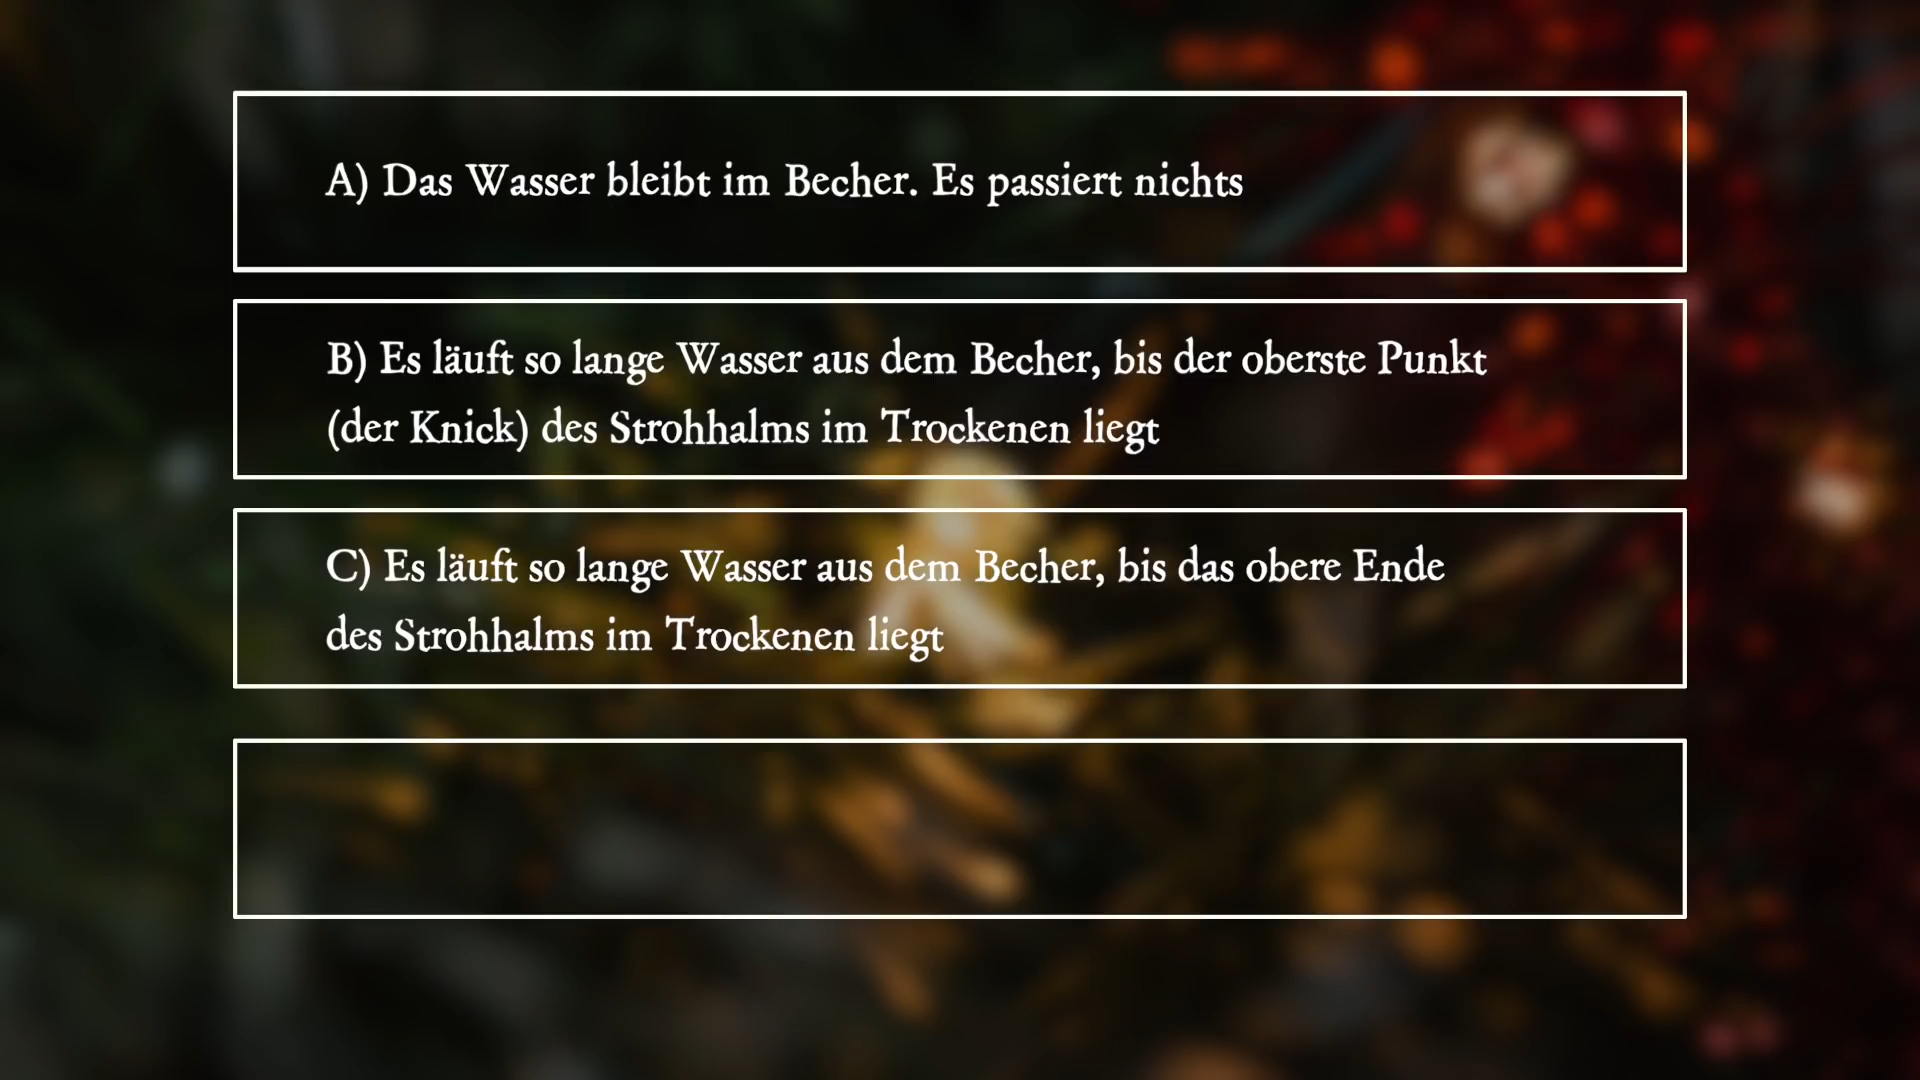 A) Das Wasser bleibt im Becher. Es passiert nichts
B) Es läuft so lange Wasser aus dem Becher, bis der oberste Punkt
(der Knick) des Strohhalms im Trockenen liegt
C) Es läuft so lange Wasser aus dem Becher, bis das obere Ende
des Strohhalms im Trockenen liegt